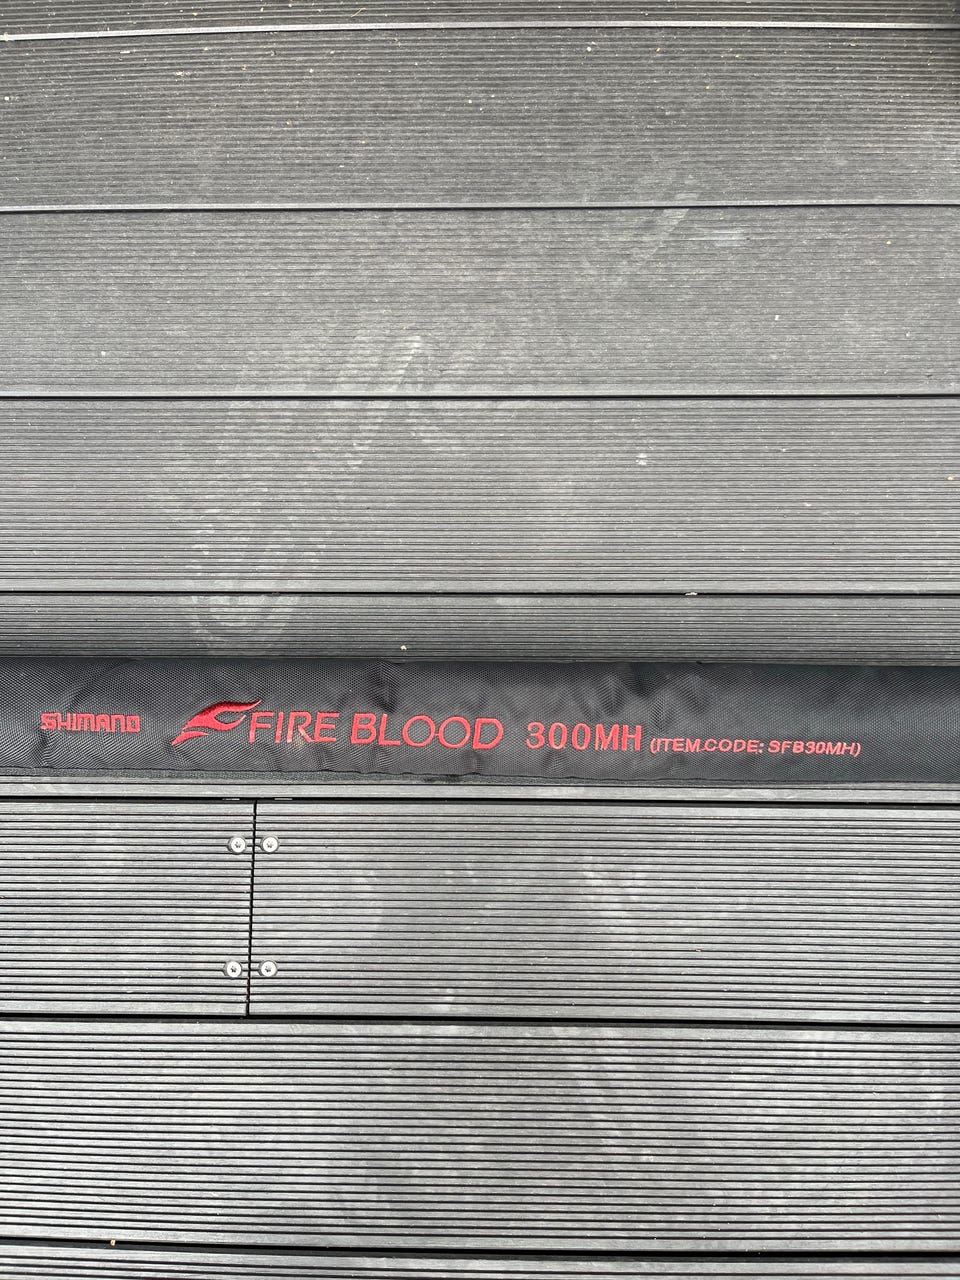 SHIMANO FIRE BLOOD 300MH (ITEM.CODE: SFB30MH)